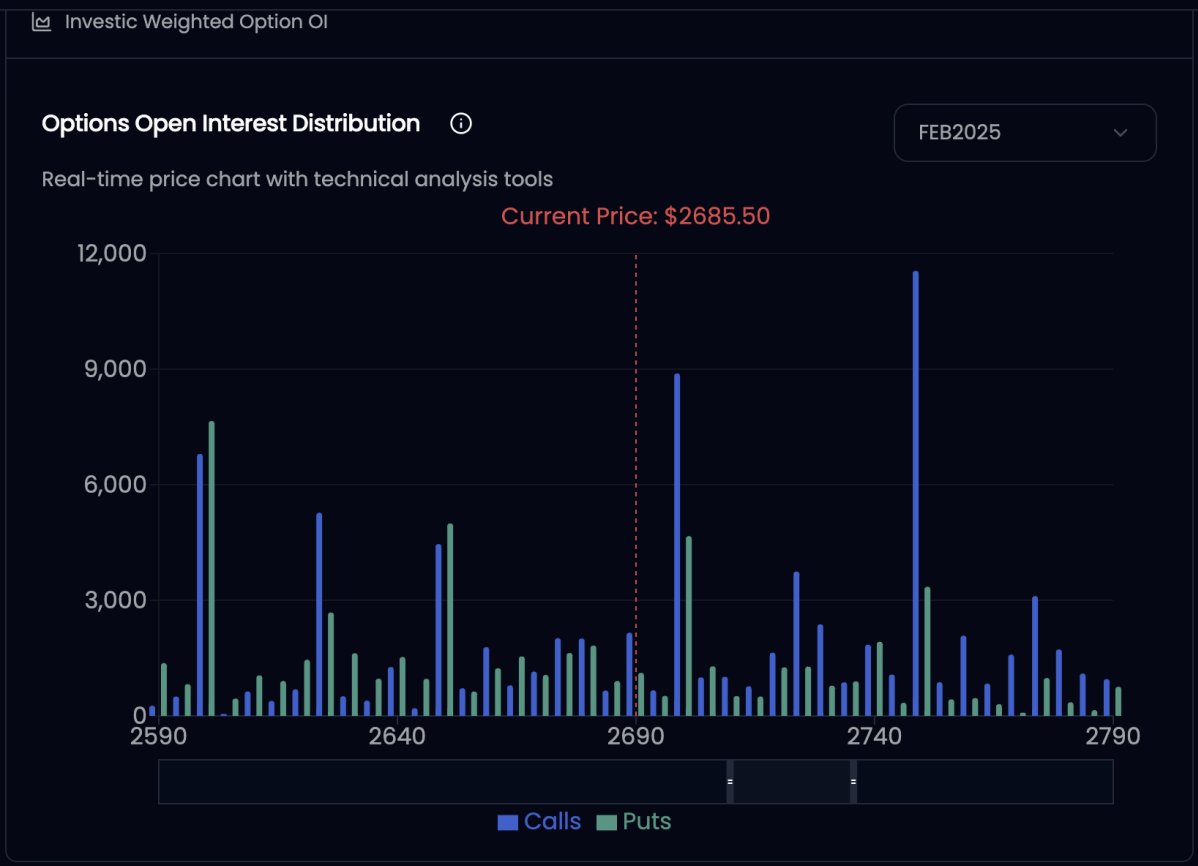 Investic Weighted Option OI
Options Open Interest Distribution
FEB2025
Real-time price chart with technical analysis tools
Current Price: $2685.50
12,000
9,000
6,000
3,000
0
2590 2640 2690 2740 2790
Calls Puts